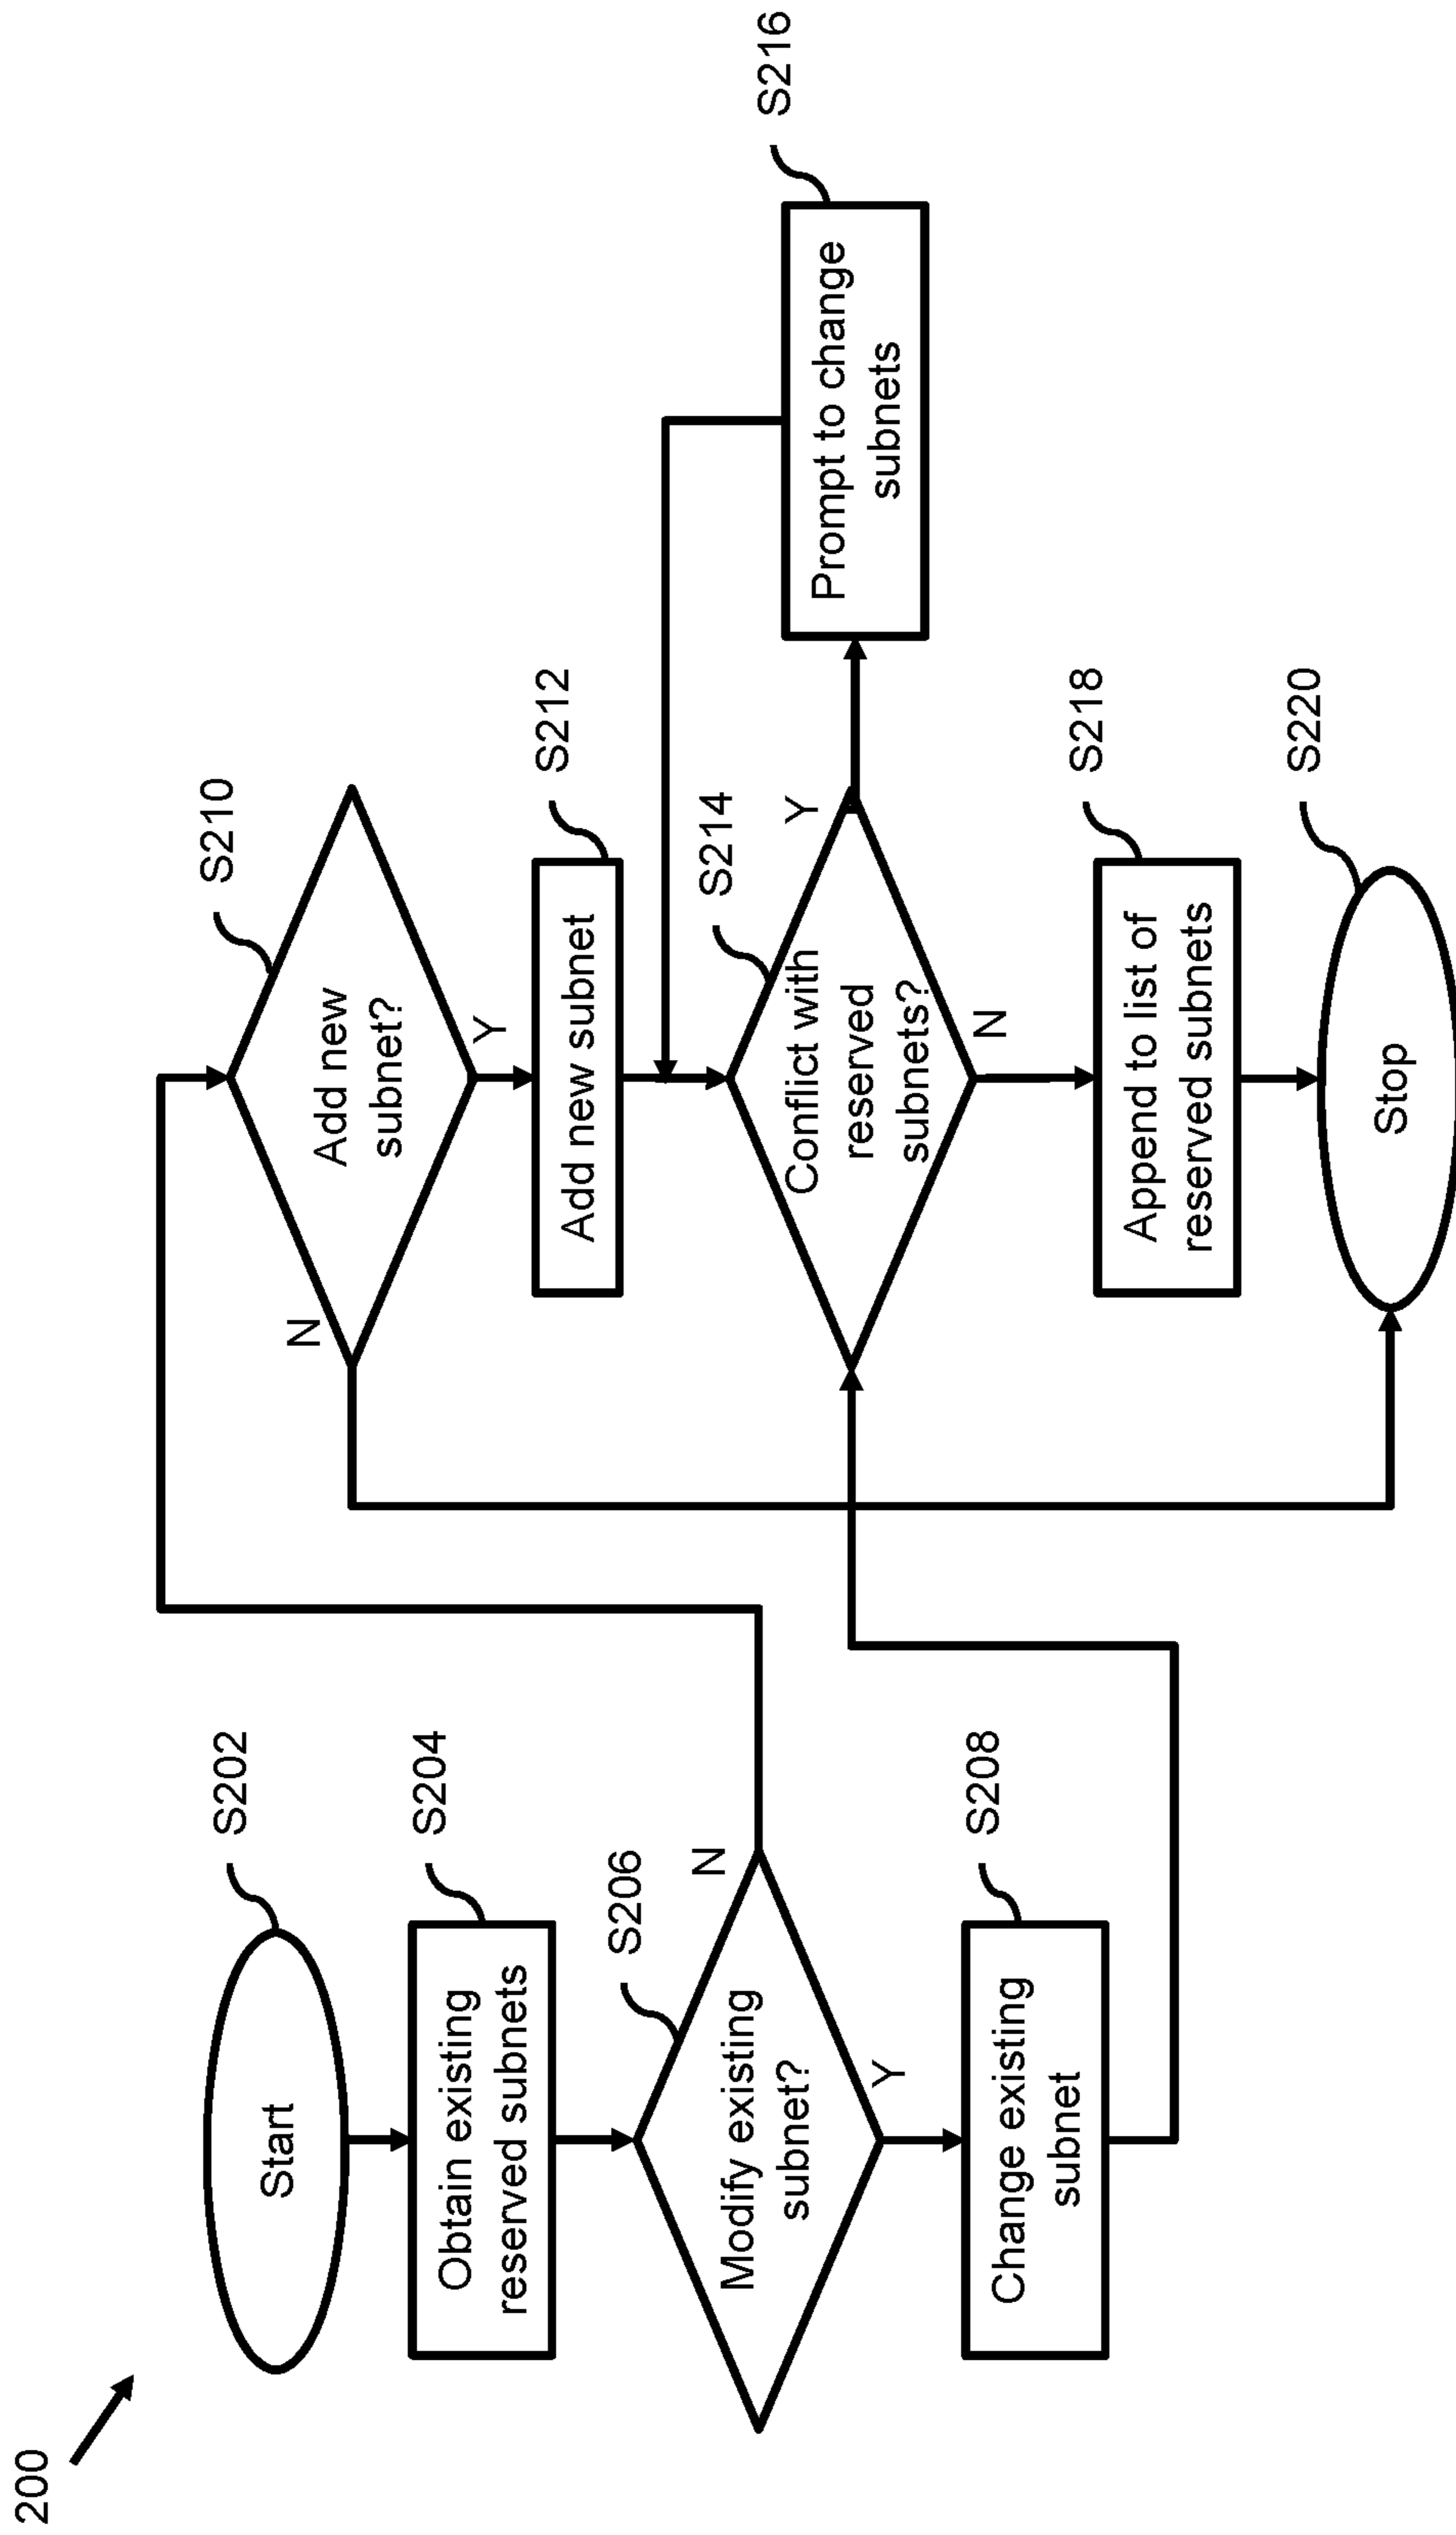 200
Start
S202
Obtain existing
reserved subnets
S204
Modify existing
subnet?
S206
N
Y
Change existing
subnet
S208
Add new
subnet?
S210
N
Y
Add new subnet
S212
Conflict with
reserved
subnets?
S214
Y
N
Prompt to change
subnets
S216
Append to list of
reserved subnets
S218
Stop
S220